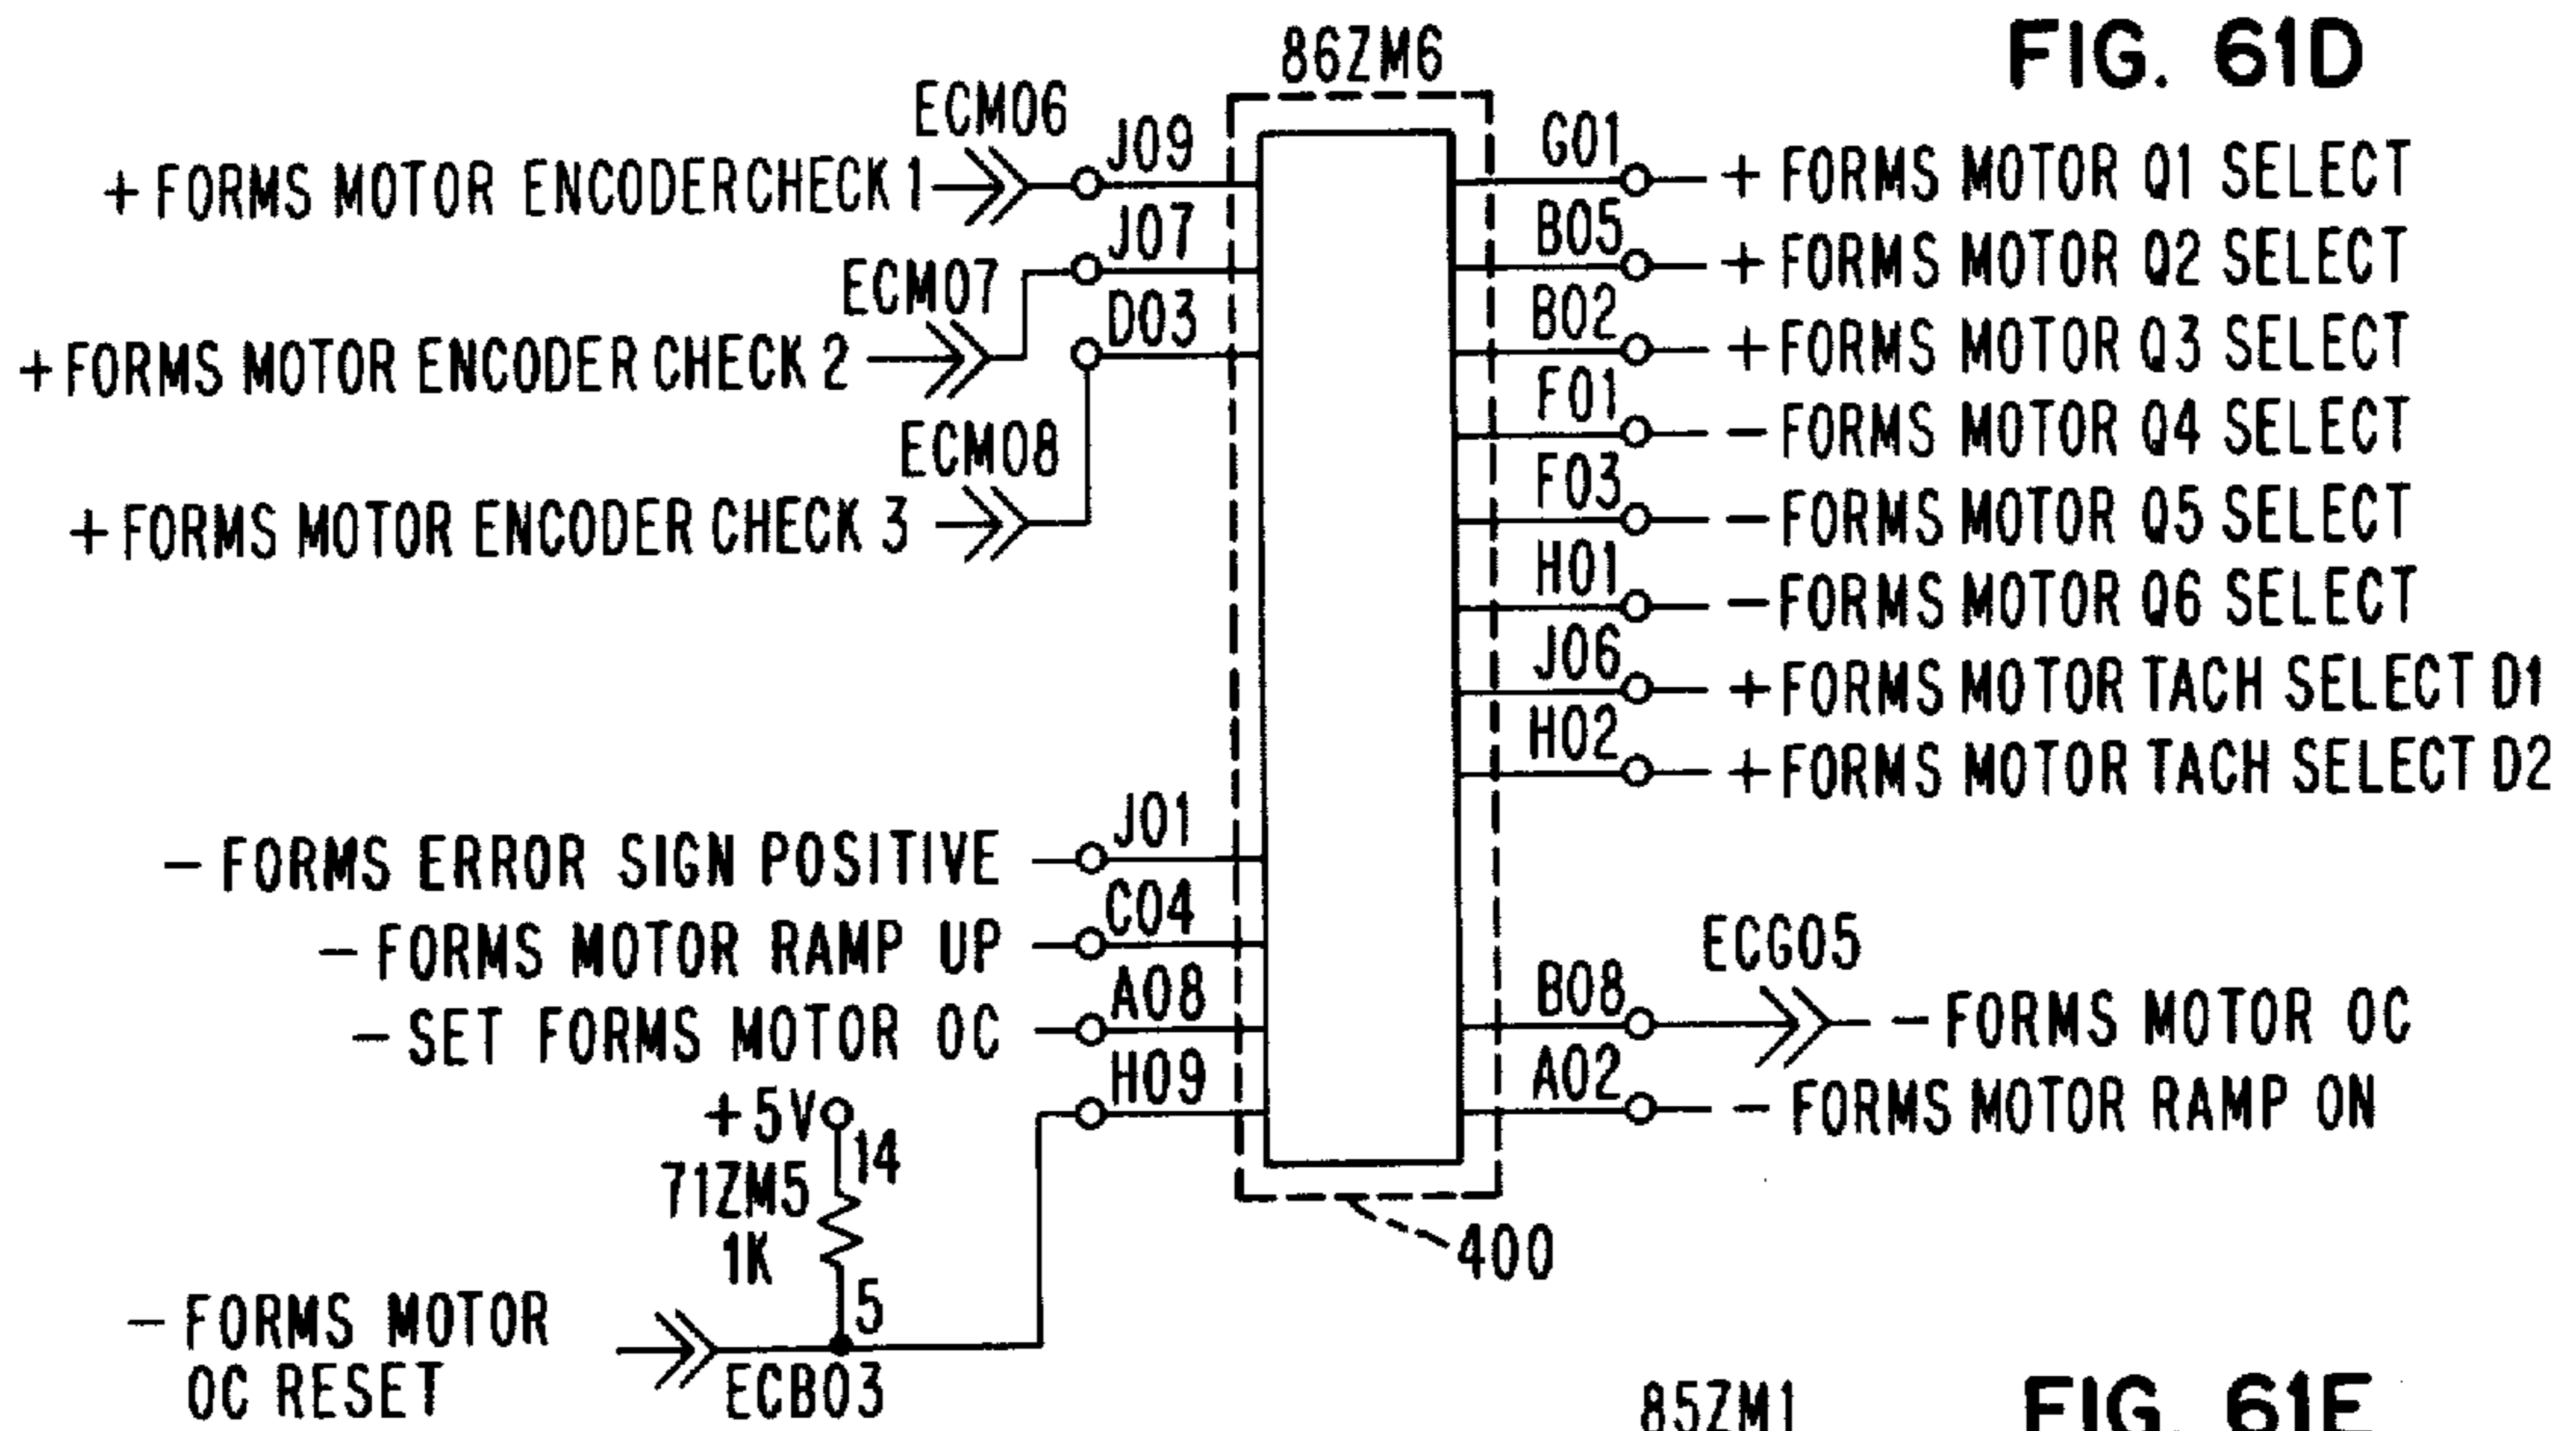 FIG. 61D
86ZM6
ECM06
J09
+ FORMS MOTOR ENCODERCHECK 1
J07
ECM07
+ FORMS MOTOR ENCODER CHECK 2
D03
ECM08
+ FORMS MOTOR ENCODER CHECK 3
G01
+ FORMS MOTOR Q1 SELECT
B05
+ FORMS MOTOR Q2 SELECT
B02
+ FORMS MOTOR Q3 SELECT
F01
- FORMS MOTOR Q4 SELECT
F03
- FORMS MOTOR Q5 SELECT
H01
- FORMS MOTOR Q6 SELECT
J06
+ FORMS MOTOR TACH SELECT D1
H02
+ FORMS MOTOR TACH SELECT D2
J01
- FORMS ERROR SIGN POSITIVE
C04
- FORMS MOTOR RAMP UP
A08
- SET FORMS MOTOR OC
H09
+5V
14
71ZM5
1K
5
- FORMS MOTOR
OC RESET
ECB03
B08
ECG05
- FORMS MOTOR OC
A02
- FORMS MOTOR RAMP ON
400
85ZM1
FIG. 61E